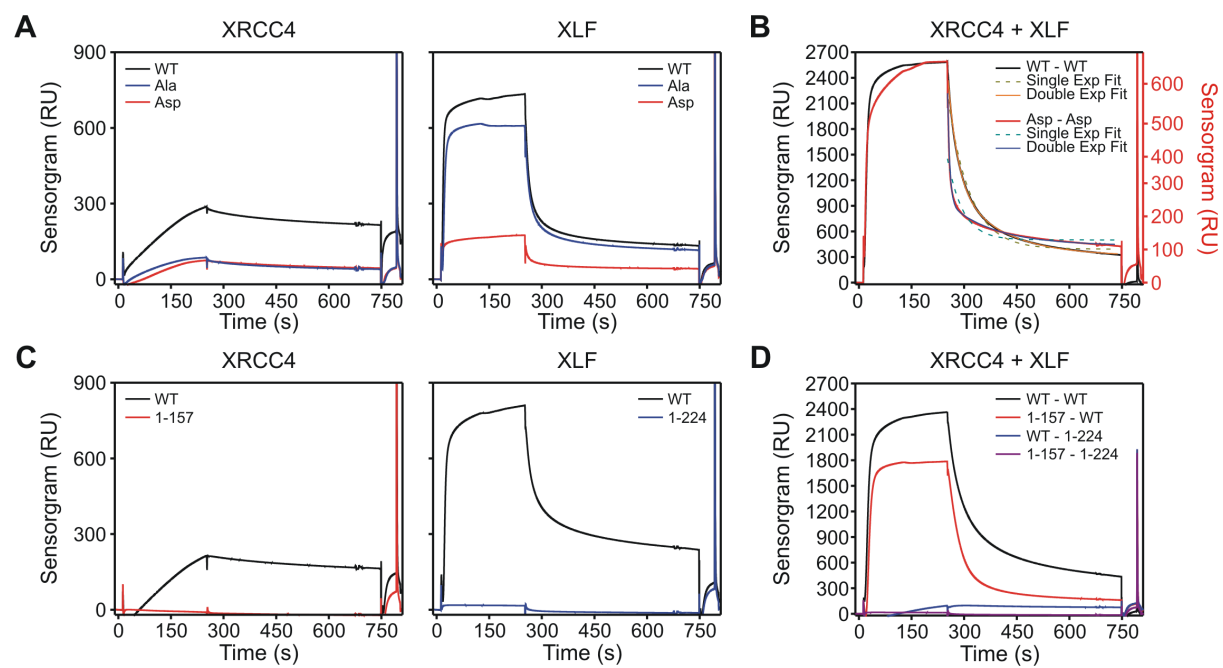 A
XRCC4
XLF
B
XRCC4 + XLF
900
600
300
0
Sensorgram (RU)
WT
Ala
Asp
0 150 300 450 600 750
Time (s)
WT
Ala
Asp
0 150 300 450 600 750
Time (s)
2700
2400
2100
1800
1500
1200
900
600
300
0
Sensorgram (RU)
WT - WT
Single Exp Fit
Double Exp Fit
Asp - Asp
Single Exp Fit
Double Exp Fit
600
500
400
300
200
100
0
Sensorgram (RU)
0 150 300 450 600 750
Time (s)
C
XRCC4
XLF
D
XRCC4 + XLF
900
600
300
0
Sensorgram (RU)
WT
1-157
0 150 300 450 600 750
Time (s)
WT
1-224
0 150 300 450 600 750
Time (s)
2700
2400
2100
1800
1500
1200
900
600
300
0
Sensorgram (RU)
WT - WT
1-157 - WT
WT - 1-224
1-157 - 1-224
0 150 300 450 600 750
Time (s)